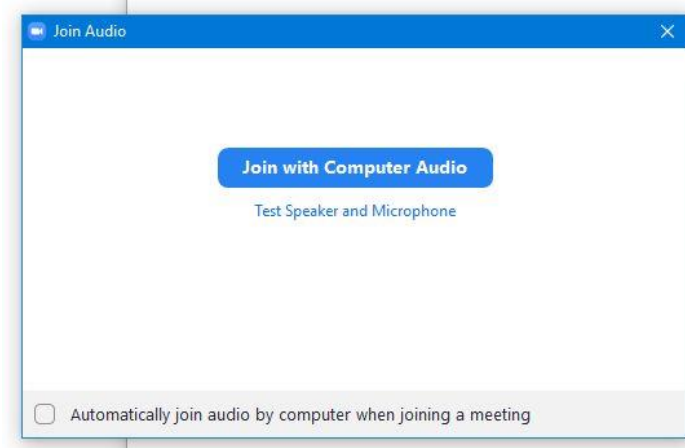 Join Audio
Join with Computer Audio
Test Speaker and Microphone
Automatically join audio by computer when joining a meeting